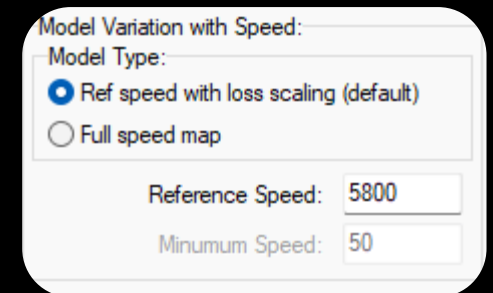 Model Variation with Speed:
Model Type:
Ref speed with loss scaling (default)
Full speed map
Reference Speed: 5800
Minumum Speed: 50